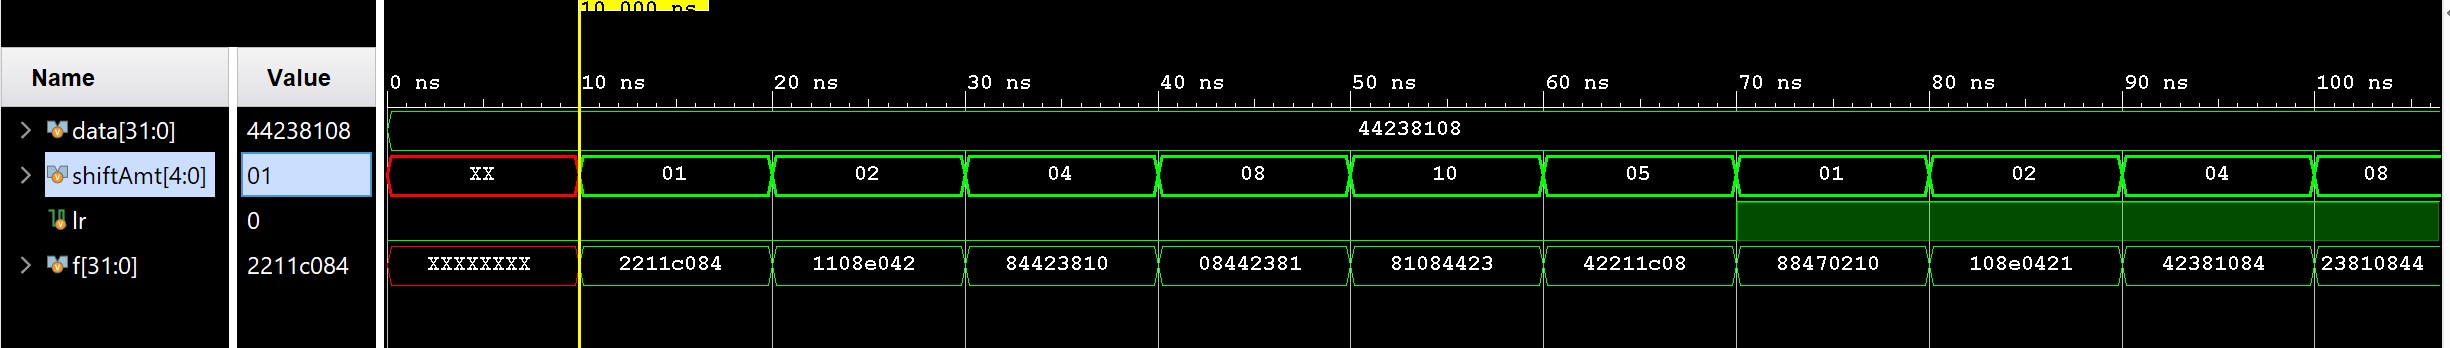 10.000 ns
Name Value 0 ns 10 ns 20 ns 30 ns 40 ns 50 ns 60 ns 70 ns 80 ns 90 ns 100 ns
data[31:0] 44238108 44238108
shiftAmt[4:0] 01 XX 01 02 04 08 10 05 01 02 04 08
lr 0
f[31:0] 2211c084 XXXXXXXX 2211c084 1108e042 84423810 08442381 81084423 42211c08 88470210 108e0421 42381084 23810844